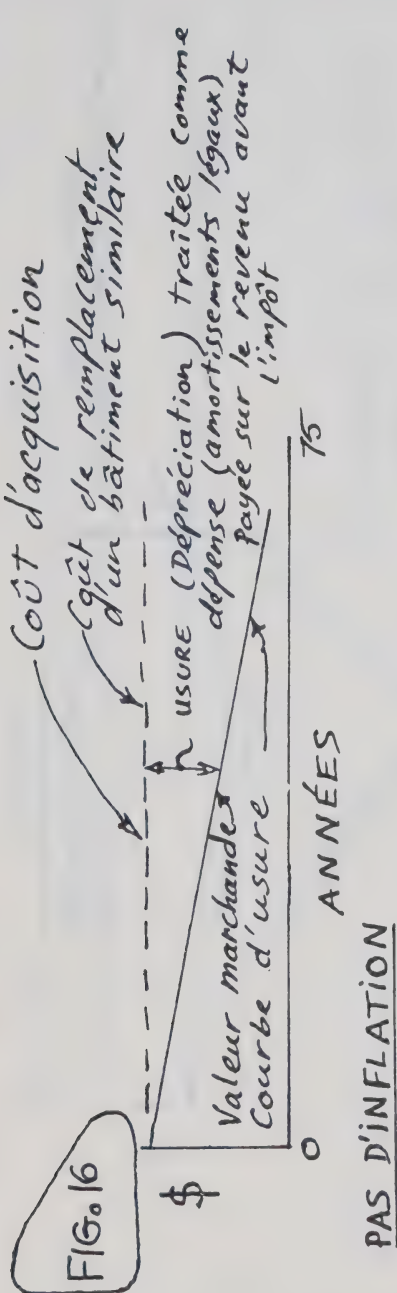 FIG. 16
Coût d'acquisition
Coût de remplacement
d'un bâtiment similaire
USURE (Dépréciation) traîtée comme
dépense (amortissements légaux)
payée sur le revenu avant
l'impôt
$
Valeur marchande
Courbe d'usure
0
75
ANNÉES
PAS D'INFLATION